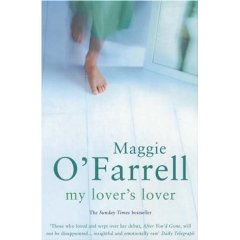 Maggie
O'FARRELL
my lover's lover
The Sunday Times bestseller
'Those who loved and wept over her debut, After You'd Gone, will
not be disappointed... insightful and emotionally raw' Daily Telegraph